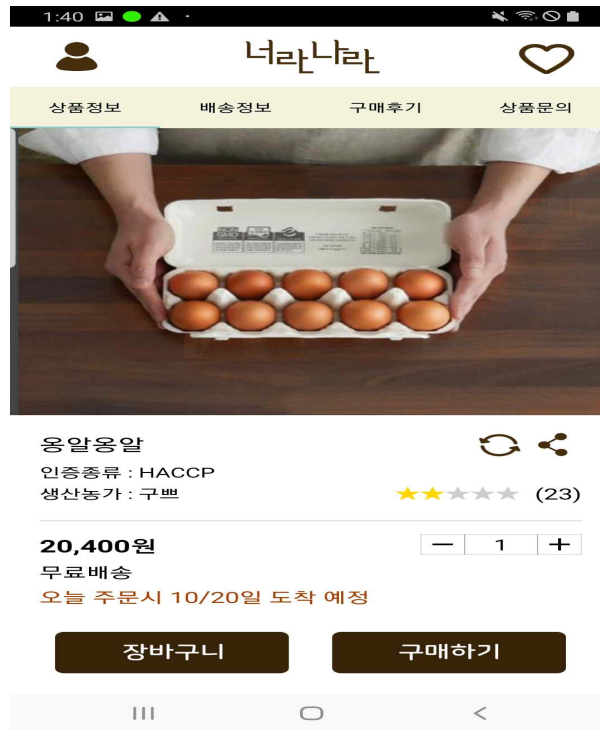 1:40
너랑나랑
상품정보 배송정보 구매후기 상품문의
옹알옹알
인증종류 : HACCP
생산농가 : 구쁘
(23)
20,400원
1
무료배송
오늘 주문시 10/20일 도착 예정
장바구니 구매하기